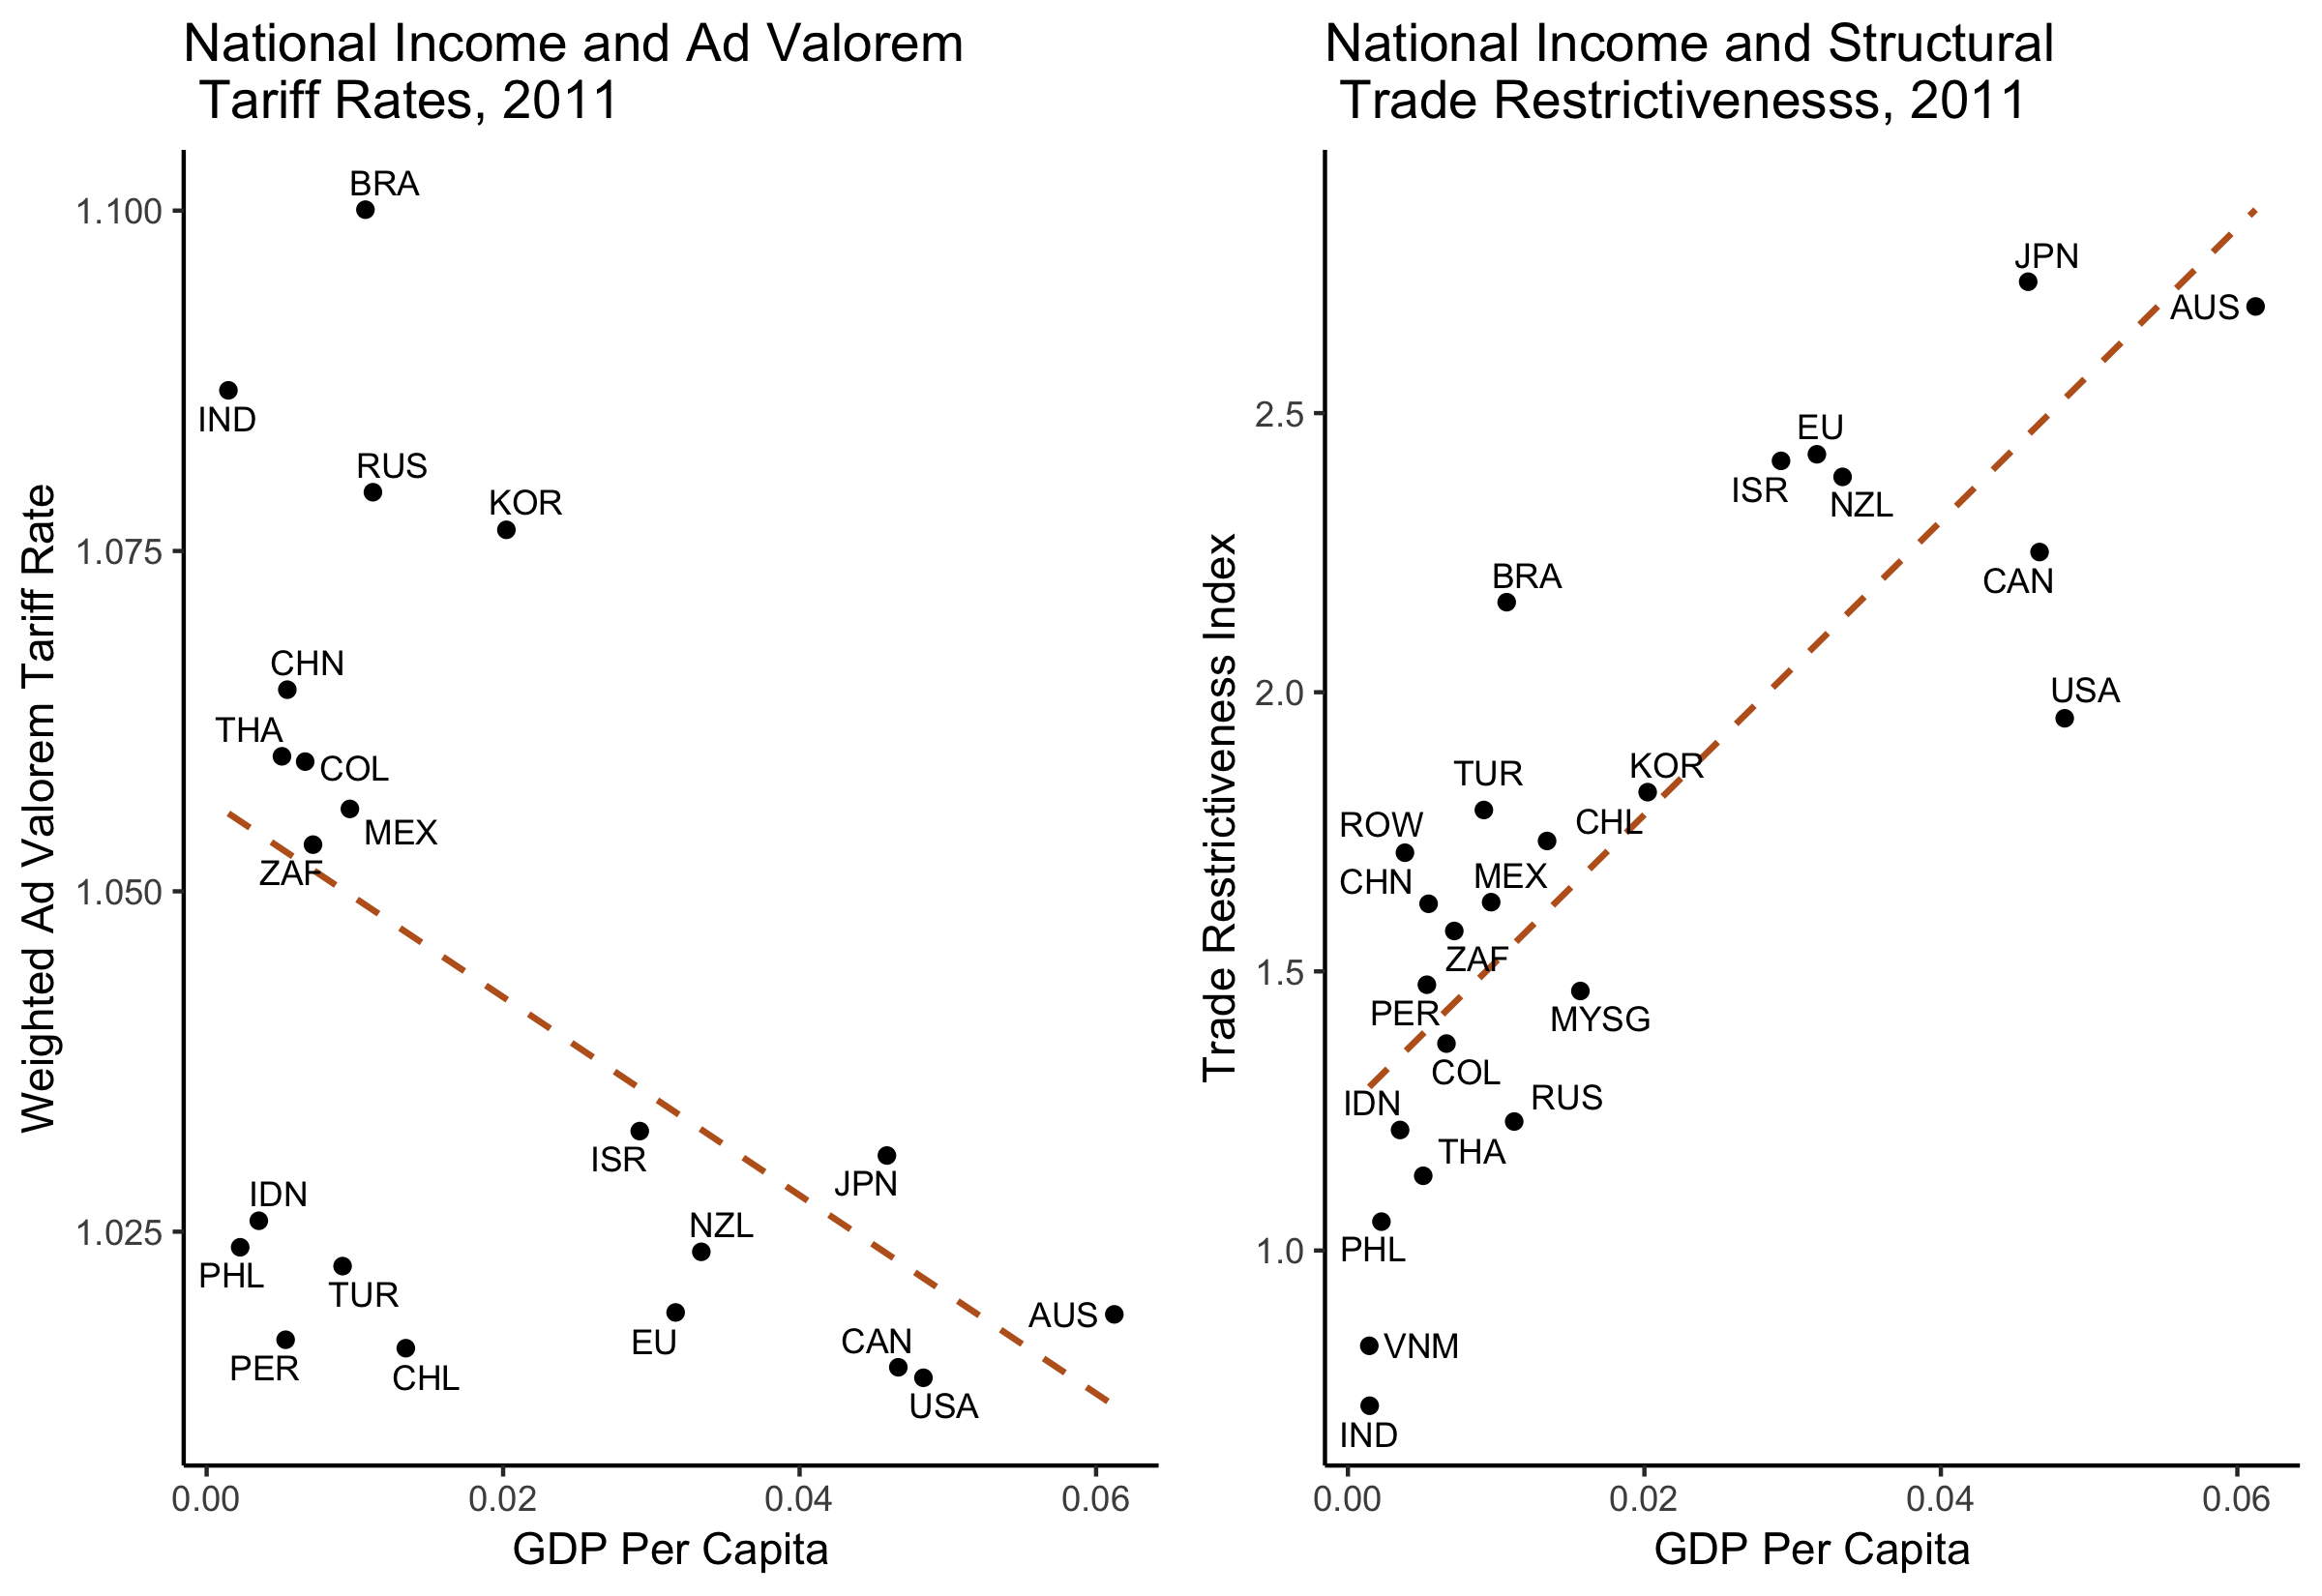 National Income and Ad Valorem
Tariff Rates, 2011
Weighted Ad Valorem Tariff Rate
1.100
1.075
1.050
1.025
BRA
IND
RUS
KOR
CHN
THA
COL
MEX
ZAF
ISR
JPN
IDN
NZL
PHL
TUR
AUS
EU
CAN
PER
CHL
USA
0.00 0.02 0.04 0.06
GDP Per Capita
National Income and Structural
Trade Restrictivenesss, 2011
Trade Restrictiveness Index
2.5
2.0
1.5
1.0
JPN
AUS
EU
ISR
NZL
CAN
BRA
USA
KOR
TUR
CHL
ROW
MEX
CHN
ZAF
PER
MYSG
COL
RUS
IDN
THA
PHL
VNM
IND
0.00 0.02 0.04 0.06
GDP Per Capita